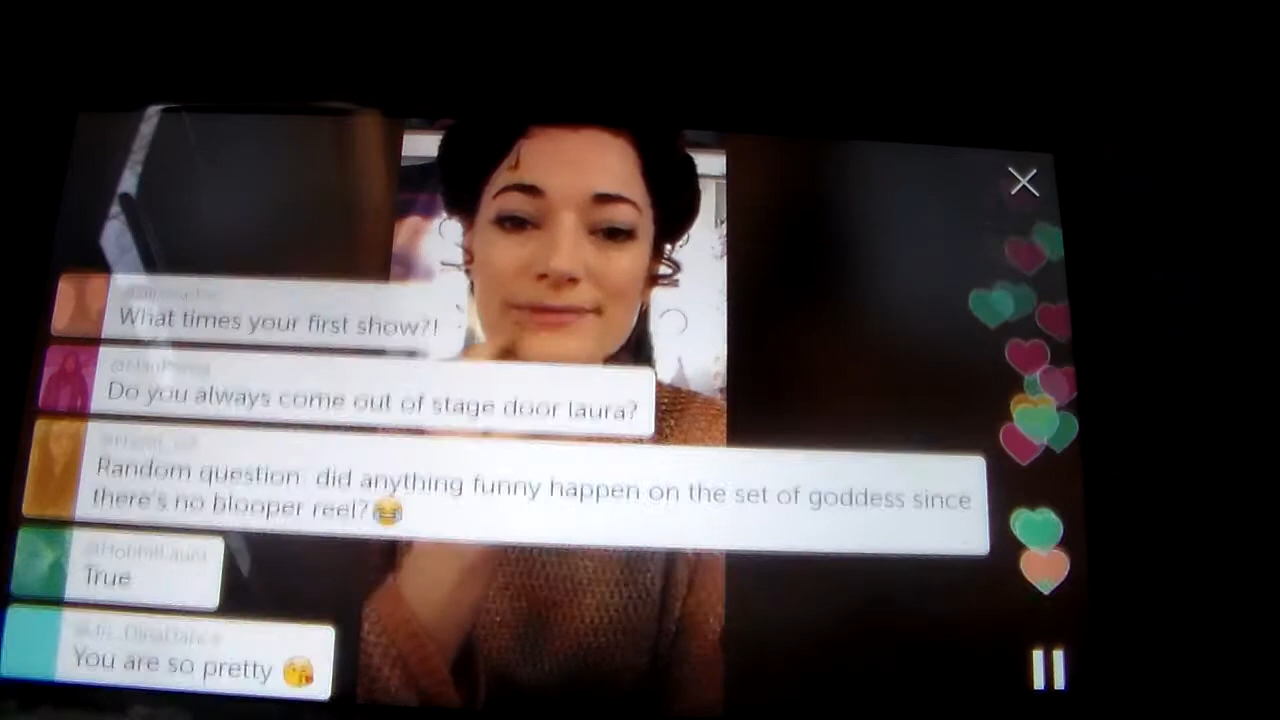 What times your first show?!
Do you always come out of stage door laura?
Random question did anything funny happen on the set of goddess since
there's no blooper reel?😂
True
You are so pretty 😘